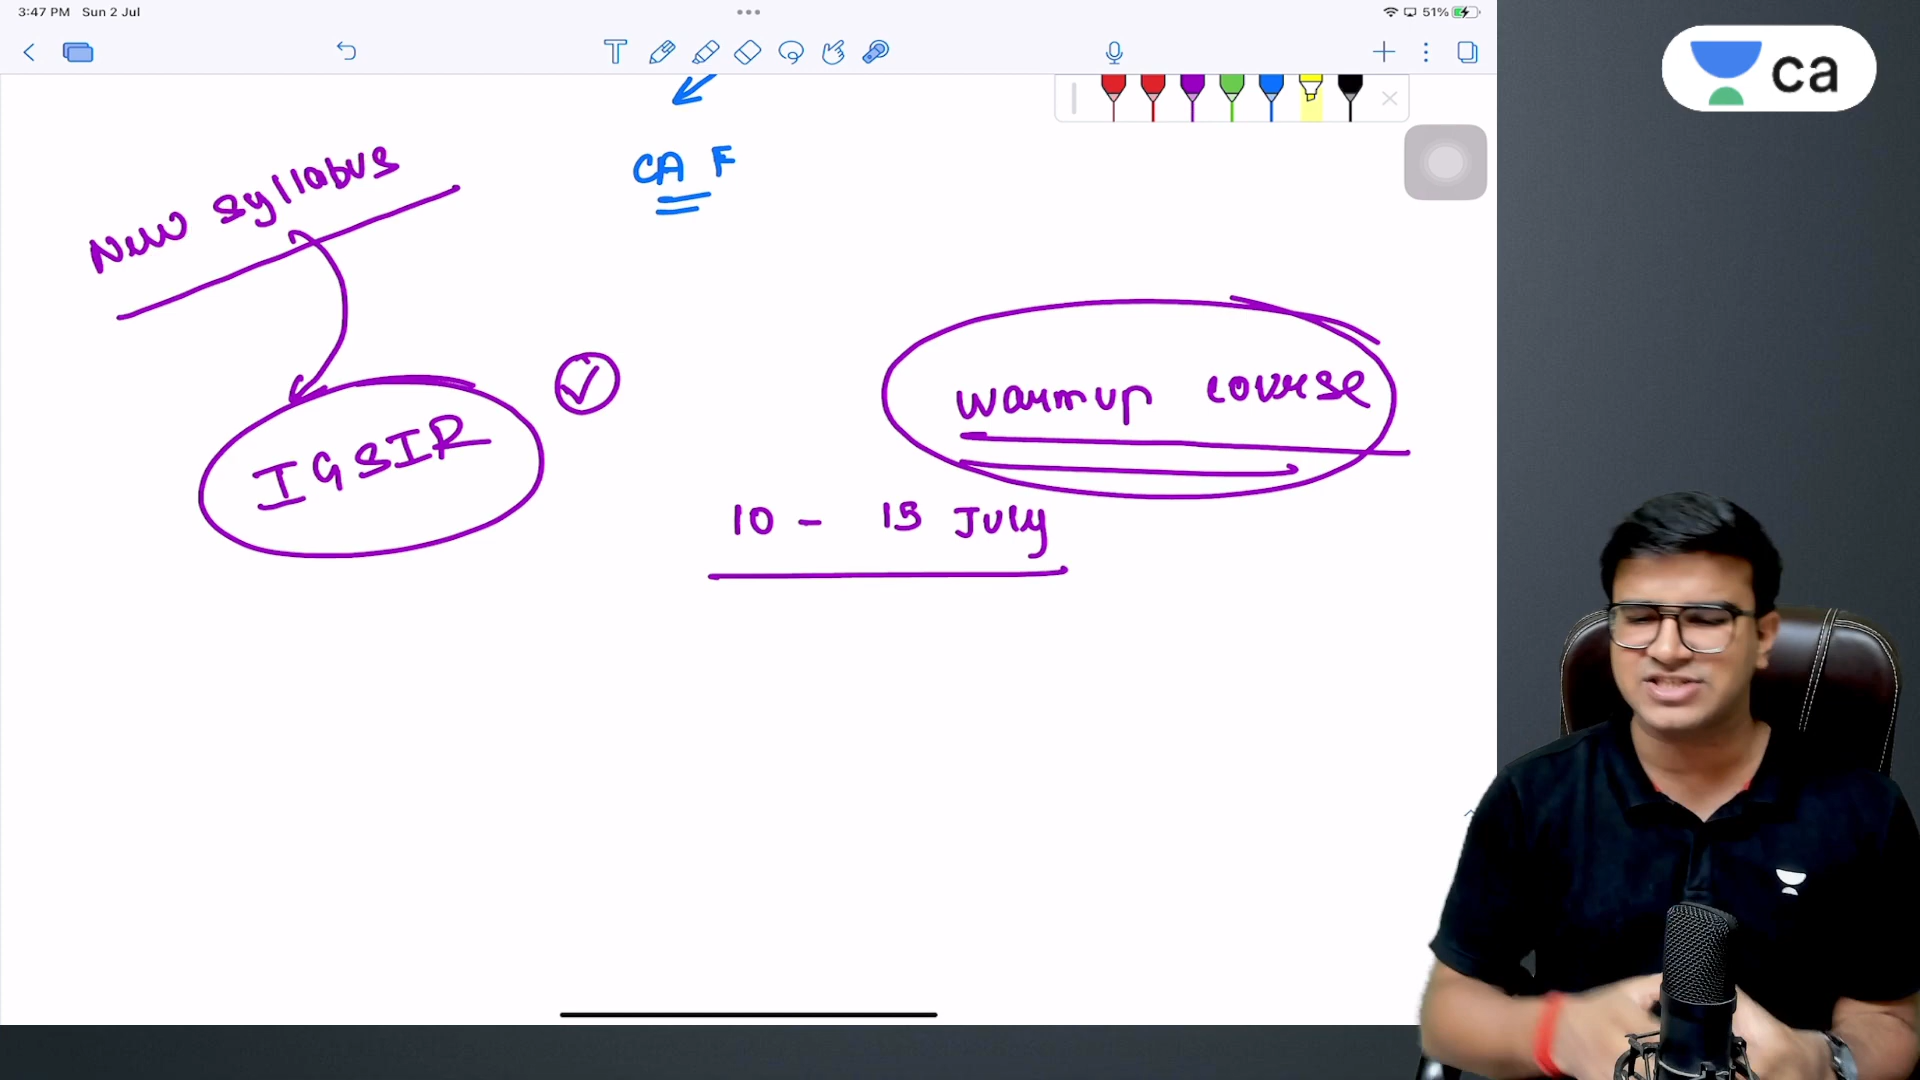 3:47 PM Sun 2 Jul
51%
ca
CA F
New syllabus
warmup course
IGSIR
10 - 15 July